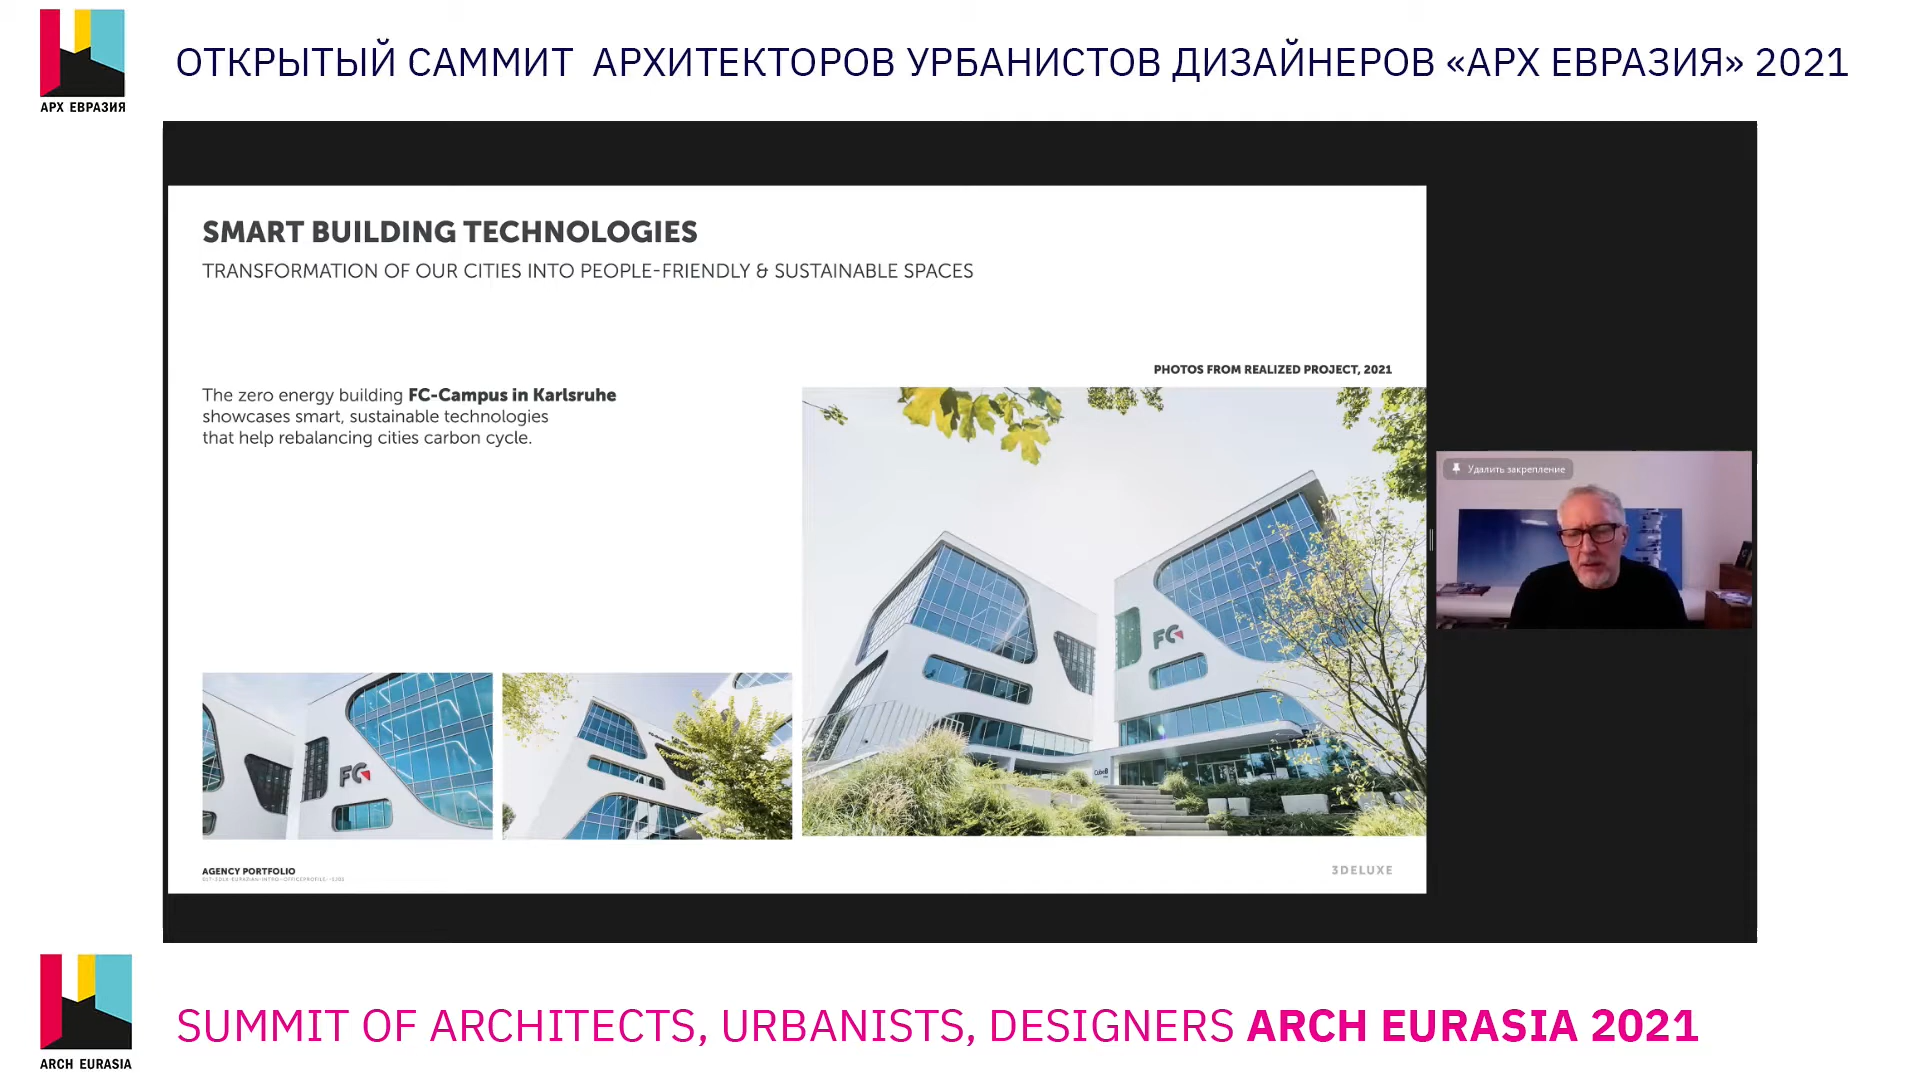 АРХ ЕВРАЗИЯ
ОТКРЫТЫЙ САММИТ АРХИТЕКТОРОВ УРБАНИСТОВ ДИЗАЙНЕРОВ «АРХ ЕВРАЗИЯ» 2021
SMART BUILDING TECHNOLOGIES
TRANSFORMATION OF OUR CITIES INTO PEOPLE-FRIENDLY & SUSTAINABLE SPACES
PHOTOS FROM REALIZED PROJECT, 2021
The zero energy building FC-Campus in Karlsruhe
showcases smart, sustainable technologies
that help rebalancing cities carbon cycle.
Удалить закрепление
FC
FC
Cube
AGENCY PORTFOLIO
3DELUXE
ARCH EURASIA
SUMMIT OF ARCHITECTS, URBANISTS, DESIGNERS ARCH EURASIA 2021